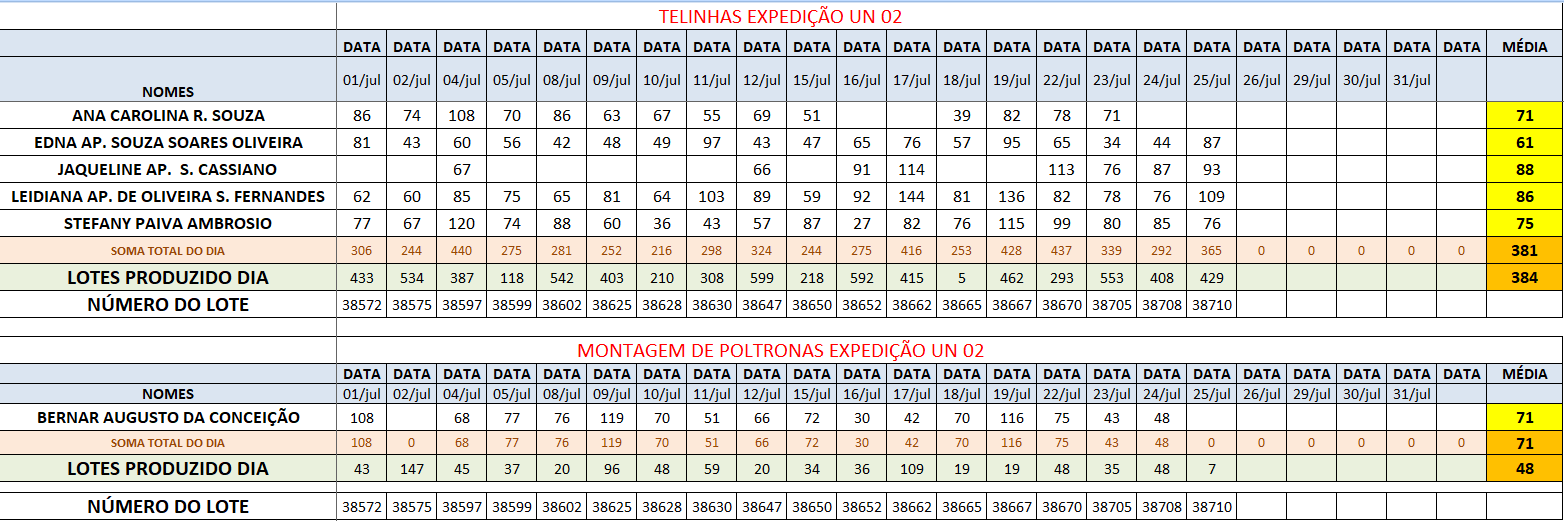 TELINHAS EXPEDIÇÃO UN 02
DATA DATA DATA DATA DATA DATA DATA DATA DATA DATA DATA DATA DATA DATA DATA DATA DATA DATA DATA DATA DATA DATA DATA MÉDIA
NOMES 01/jul 02/jul 04/jul 05/jul 08/jul 09/jul 10/jul 11/jul 12/jul 15/jul 16/jul 17/jul 18/jul 19/jul 22/jul 23/jul 24/jul 25/jul 26/jul 29/jul 30/jul 31/jul
ANA CAROLINA R. SOUZA 86 74 108 70 86 63 67 55 69 51 39 82 78 71 71
EDNA AP. SOUZA SOARES OLIVEIRA 81 43 60 56 42 48 49 97 43 47 65 76 57 95 65 34 44 87 61
JAQUELINE AP. S. CASSIANO 67 66 91 114 113 76 87 93 88
LEIDIANA AP. DE OLIVEIRA S. FERNANDES 62 60 85 75 65 81 64 103 89 59 92 144 81 136 82 78 76 109 86
STEFANY PAIVA AMBROSIO 77 67 120 74 88 60 36 43 57 87 27 82 76 115 99 80 85 76 75
SOMA TOTAL DO DIA 306 244 440 275 281 252 216 298 324 244 275 416 253 428 437 339 292 365 0 0 0 0 0 381
LOTES PRODUZIDO DIA 433 534 387 118 542 403 210 308 599 218 592 415 5 462 293 553 408 429 384
NÚMERO DO LOTE 38572 38575 38597 38599 38602 38625 38628 38630 38647 38650 38652 38662 38665 38667 38670 38705 38708 38710
MONTAGEM DE POLTRONAS EXPEDIÇÃO UN 02
DATA DATA DATA DATA DATA DATA DATA DATA DATA DATA DATA DATA DATA DATA DATA DATA DATA DATA DATA DATA DATA DATA DATA MÉDIA
NOMES 01/jul 02/jul 04/jul 05/jul 08/jul 09/jul 10/jul 11/jul 12/jul 15/jul 16/jul 17/jul 18/jul 19/jul 22/jul 23/jul 24/jul 25/jul 26/jul 29/jul 30/jul 31/jul
BERNAR AUGUSTO DA CONCEIÇÃO 108 68 77 76 119 70 51 66 72 30 42 70 116 75 43 48 71
SOMA TOTAL DO DIA 108 0 68 77 76 119 70 51 66 72 30 42 70 116 75 43 48 0 0 0 0 0 0 71
LOTES PRODUZIDO DIA 43 147 45 37 20 96 48 59 20 34 36 109 19 19 48 35 48 7 48
NÚMERO DO LOTE 38572 38575 38597 38599 38602 38625 38628 38630 38647 38650 38652 38662 38665 38667 38670 38705 38708 38710